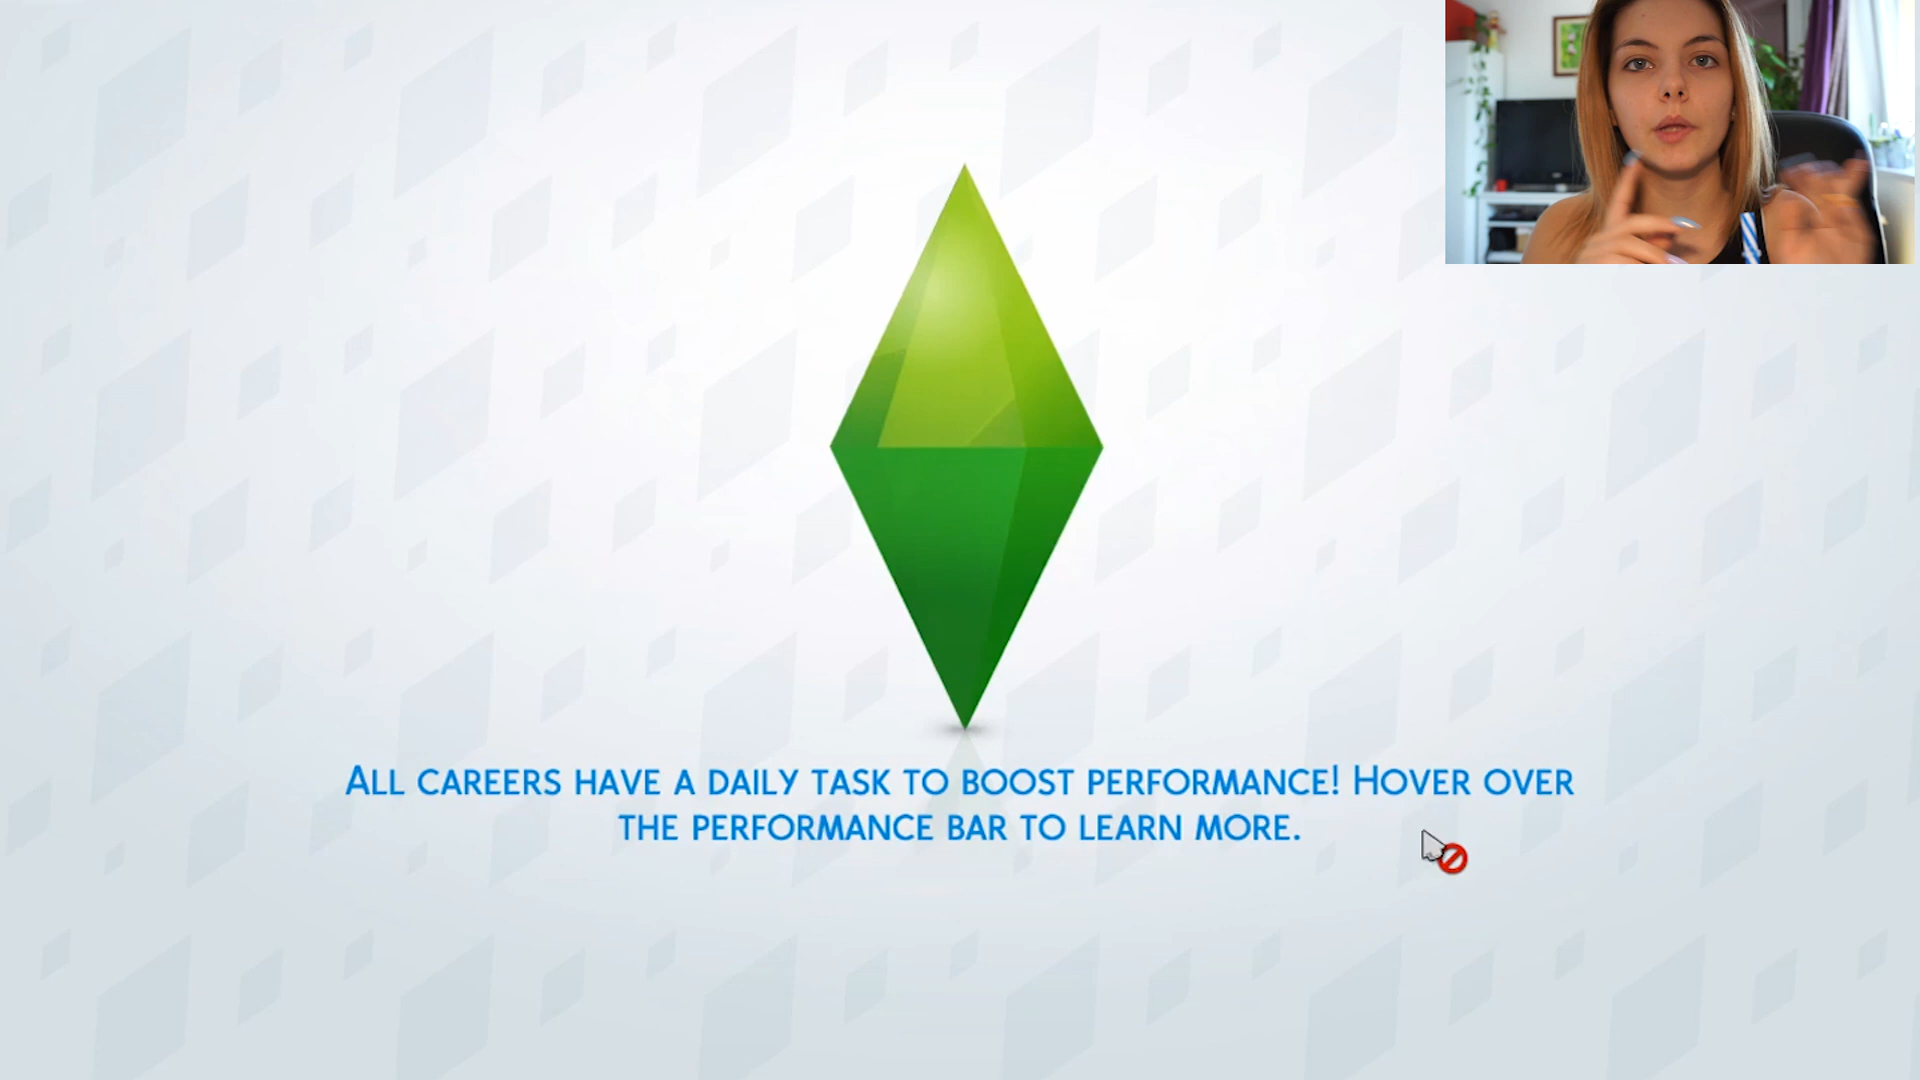 All careers have a daily task to boost performance! Hover over
the performance bar to learn more.